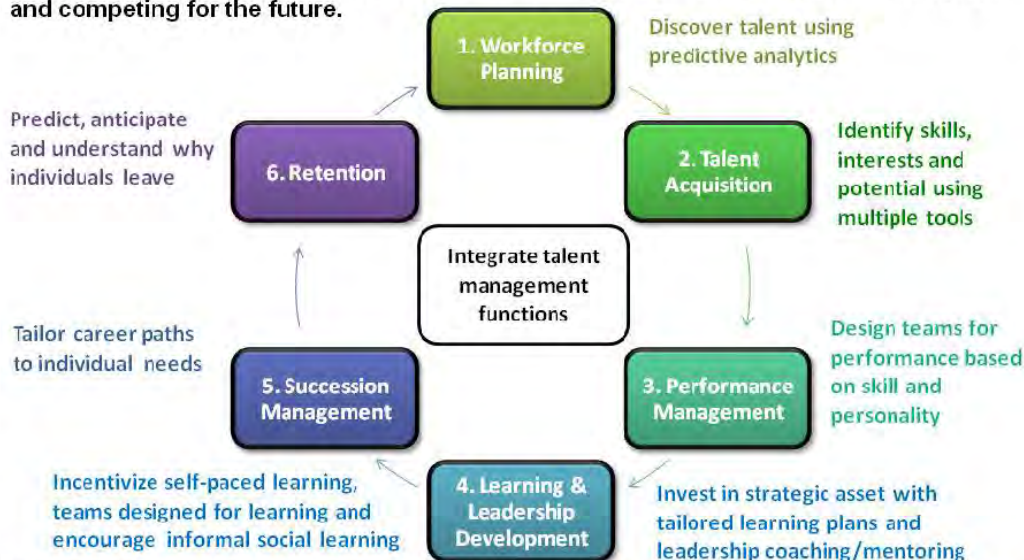 and competing for the future.
1. Workforce
Planning
Discover talent using
predictive analytics
Predict, anticipate
and understand why
individuals leave
6. Retention
2. Talent
Acquisition
Identify skills,
interests and
potential using
multiple tools
Integrate talent
management
functions
Tailor career paths
to individual needs
5. Succession
Management
3. Performance
Management
Design teams for
performance based
on skill and
personality
Incentivize self-paced learning,
teams designed for learning and
encourage informal social learning
4. Learning &
Leadership
Development
Invest in strategic asset with
tailored learning plans and
leadership coaching/mentoring